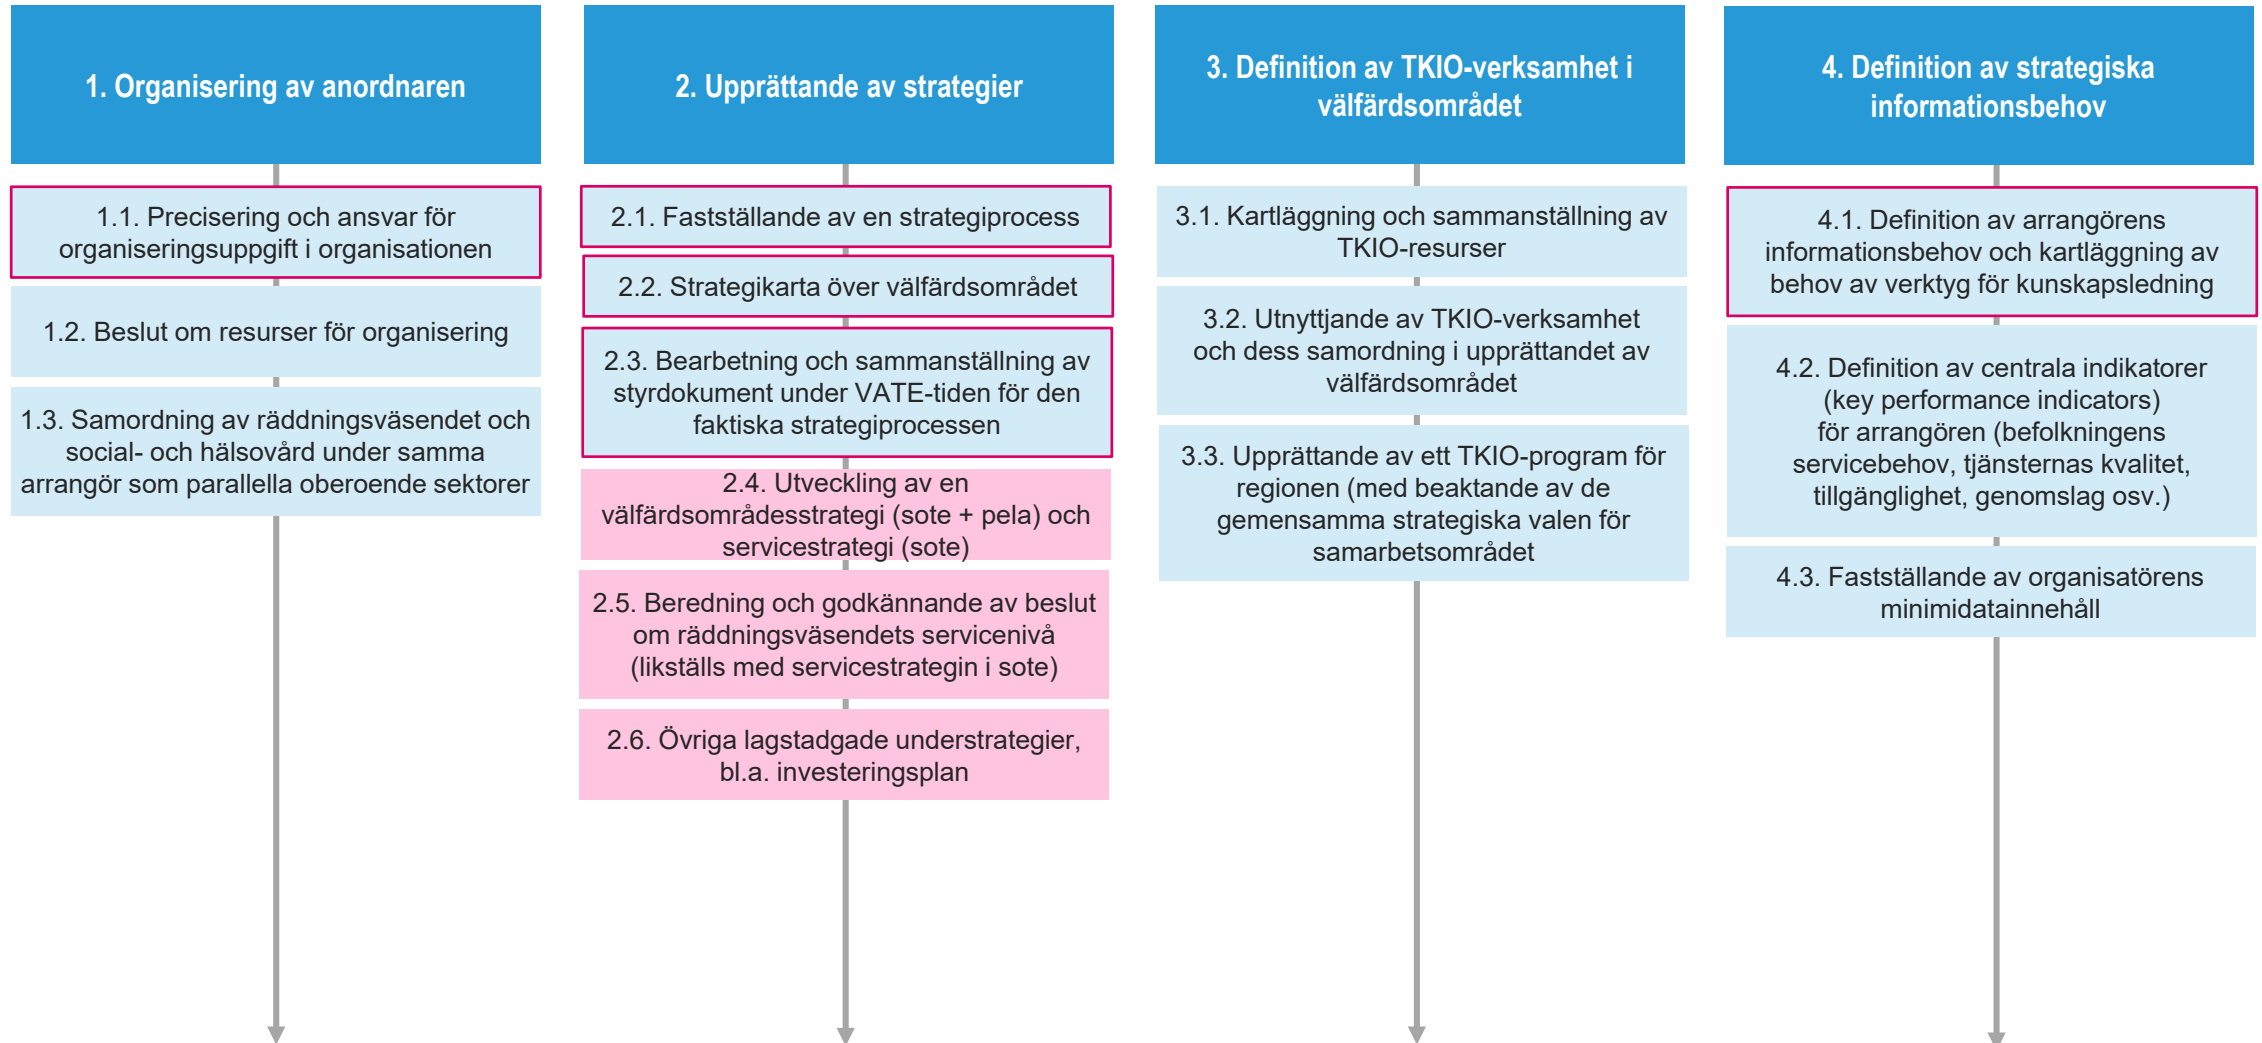 1. Organisering av anordnaren
1.1. Precisering och ansvar för
organiseringsuppgift i organisationen
1.2. Beslut om resurser för organisering
1.3. Samordning av räddningsväsendet och
social- och hälsovård under samma
arrangör som parallella oberoende sektorer
2. Upprättande av strategier
2.1. Fastställande av en strategiprocess
2.2. Strategikarta över välfärdsområdet
2.3. Bearbetning och sammanställning av
styrdokument under VATE-tiden för den
faktiska strategiprocessen
2.4. Utveckling av en
välfärdsområdesstrategi (sote + pela) och
servicestrategi (sote)
2.5. Beredning och godkännande av beslut
om räddningsväsendets servicenivå
(likställs med servicestrategin i sote)
2.6. Övriga lagstadgade understrategier,
bl.a. investeringsplan
3. Definition av TKIO-verksamhet i
välfärdsområdet
3.1. Kartläggning och sammanställning av
TKIO-resurser
3.2. Utnyttjande av TKIO-verksamhet
och dess samordning i upprättandet av
välfärdsområdet
3.3. Upprättande av ett TKIO-program för
regionen (med beaktande av de
gemensamma strategiska valen för
samarbetsområdet
4. Definition av strategiska
informationsbehov
4.1. Definition av arrangörens
informationsbehov och kartläggning av
behov av verktyg för kunskapsledning
4.2. Definition av centrala indikatorer
(key performance indicators)
för arrangören (befolkningens
servicebehov, tjänsternas kvalitet,
tillgänglighet, genomslag osv.)
4.3. Fastställande av organisatörens
minimidatainnehåll